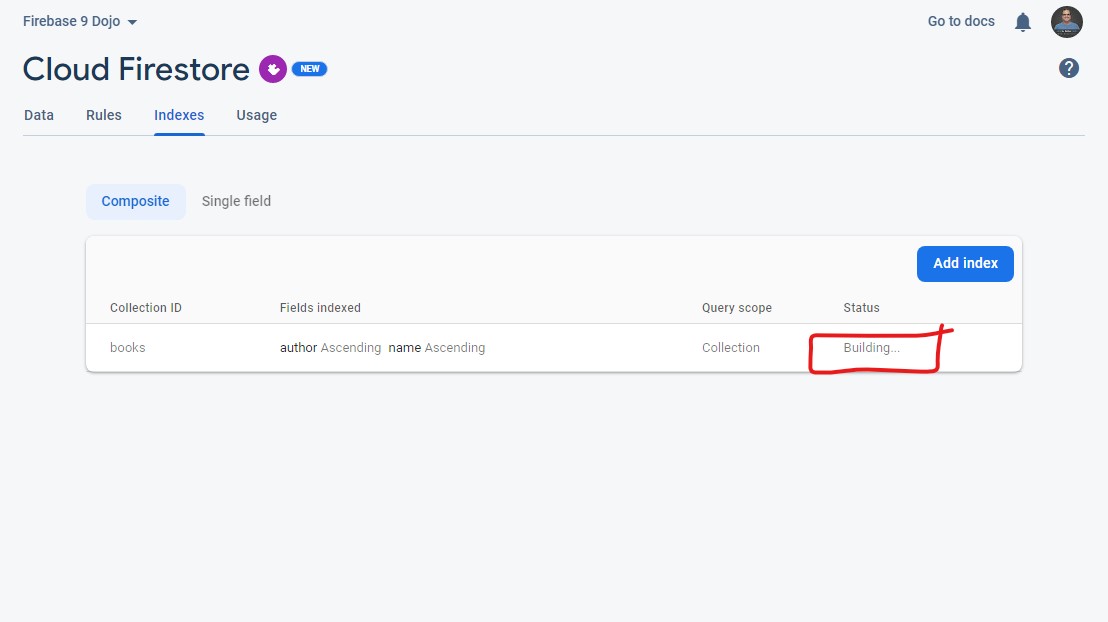 Firebase 9 Dojo Go to docs
Cloud Firestore NEW
Data Rules Indexes Usage
Composite Single field
Add index
Collection ID Fields indexed Query scope Status
books author Ascending name Ascending Collection Building...